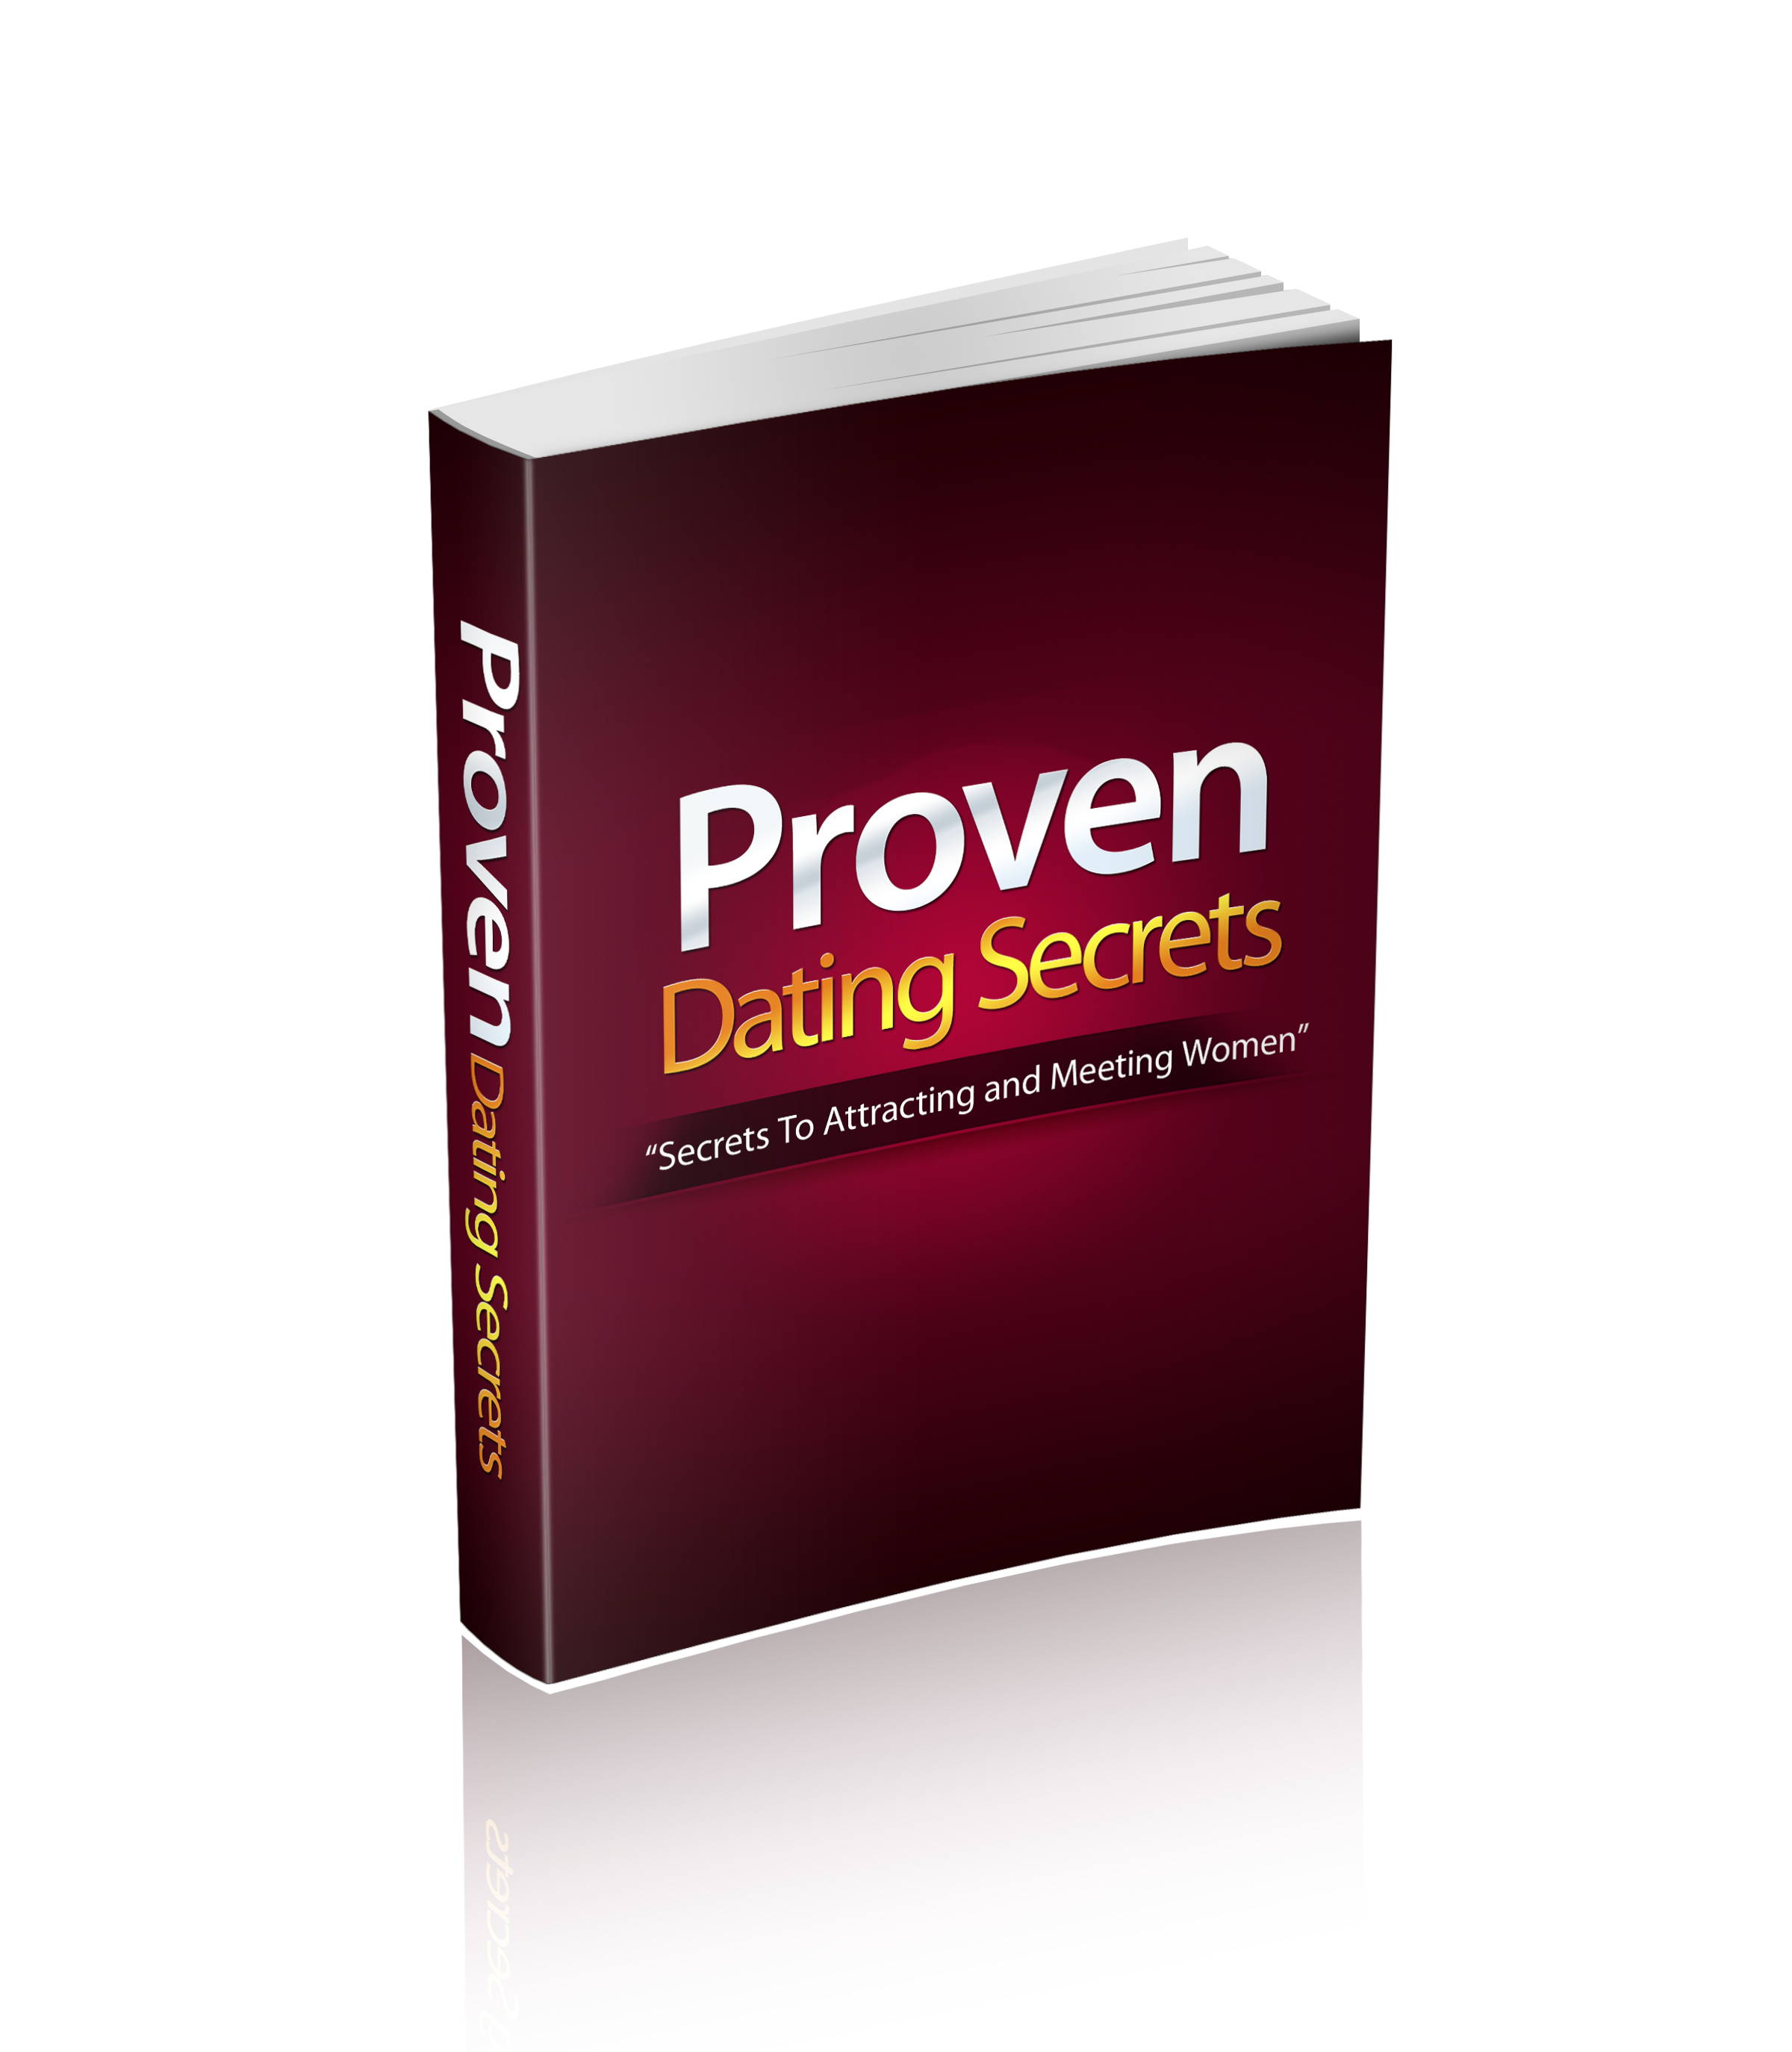 Proven Dating Secrets
Proven
Dating Secrets
“Secrets To Attracting and Meeting Women”